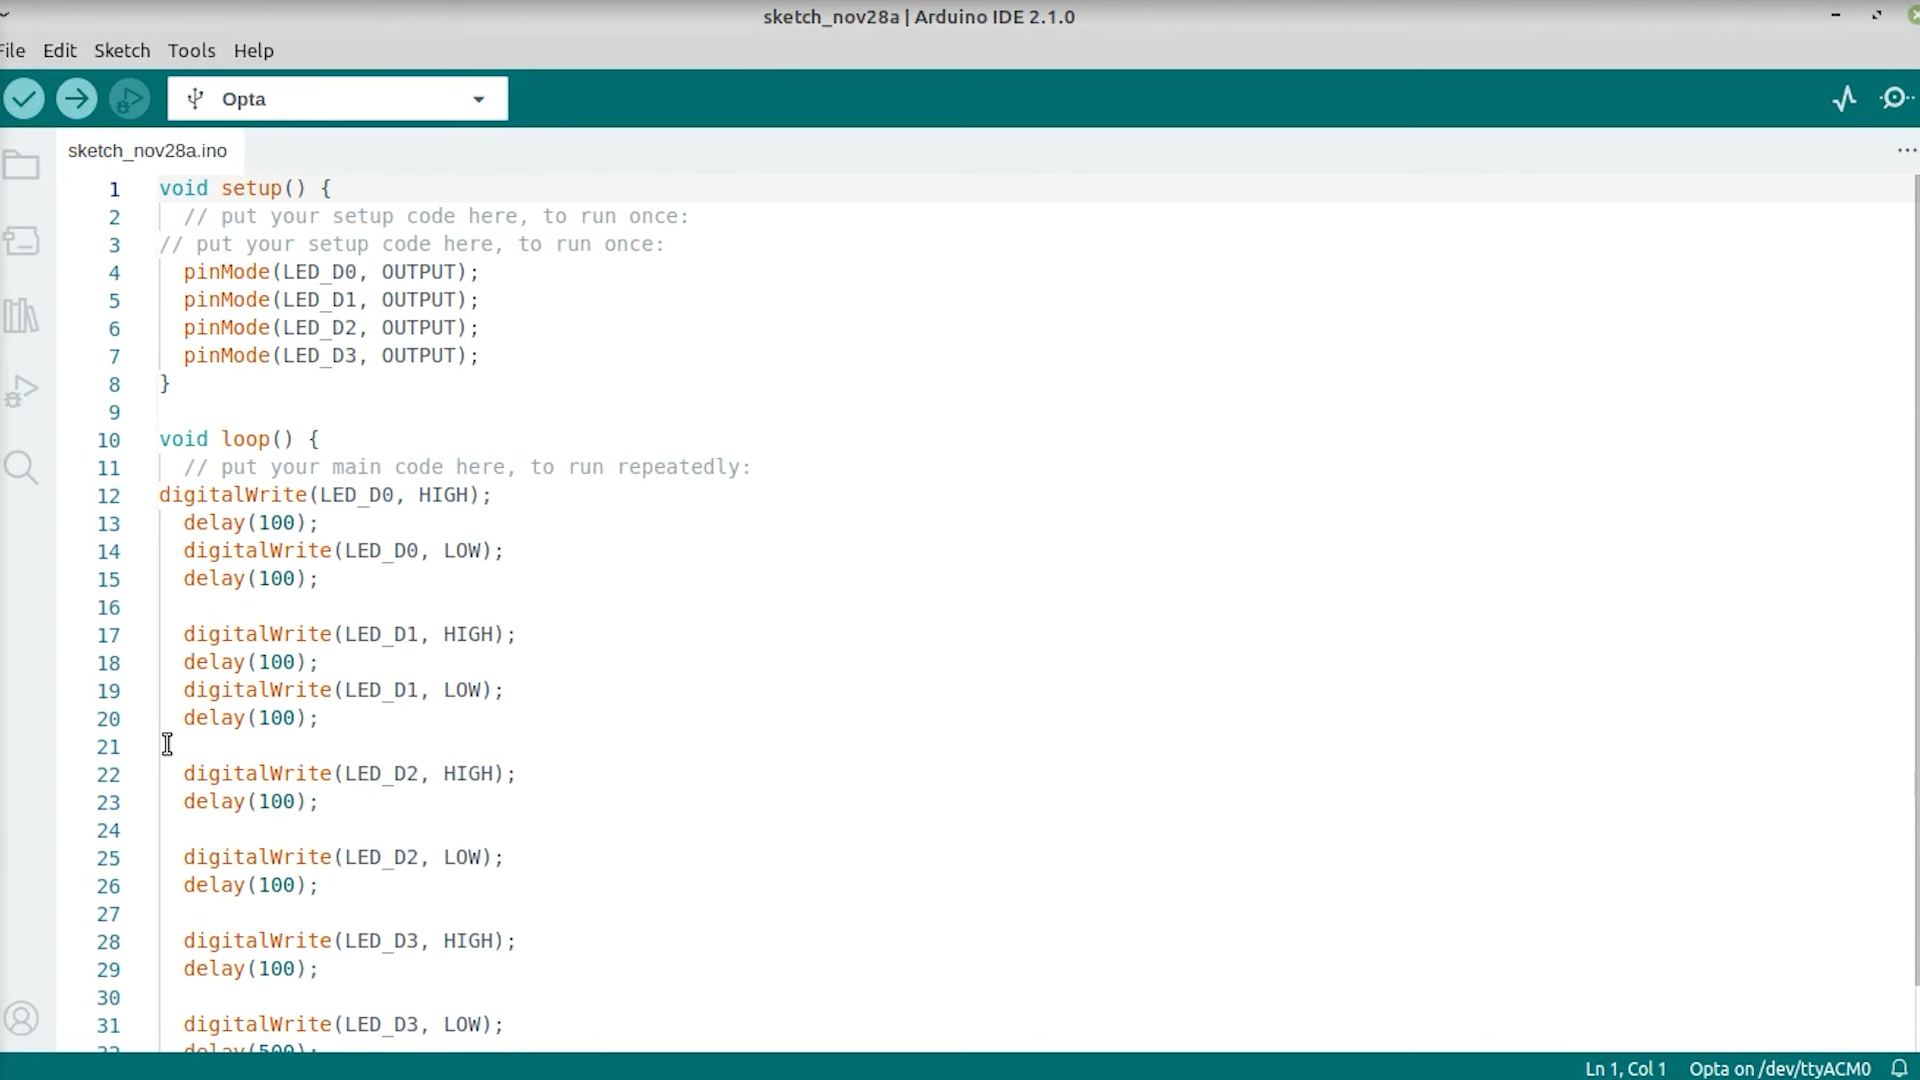 sketch_nov28a | Arduino IDE 2.1.0
File Edit Sketch Tools Help
Opta
sketch_nov28a.ino
1 void setup() {
2 // put your setup code here, to run once:
3 // put your setup code here, to run once:
4 pinMode(LED_D0, OUTPUT);
5 pinMode(LED_D1, OUTPUT);
6 pinMode(LED_D2, OUTPUT);
7 pinMode(LED_D3, OUTPUT);
8 }
9
10 void loop() {
11 // put your main code here, to run repeatedly:
12 digitalWrite(LED_D0, HIGH);
13 delay(100);
14 digitalWrite(LED_D0, LOW);
15 delay(100);
16
17 digitalWrite(LED_D1, HIGH);
18 delay(100);
19 digitalWrite(LED_D1, LOW);
20 delay(100);
21
22 digitalWrite(LED_D2, HIGH);
23 delay(100);
24
25 digitalWrite(LED_D2, LOW);
26 delay(100);
27
28 digitalWrite(LED_D3, HIGH);
29 delay(100);
30
31 digitalWrite(LED_D3, LOW);
32 delay(500);
Ln 1, Col 1 Opta on /dev/ttyACM0